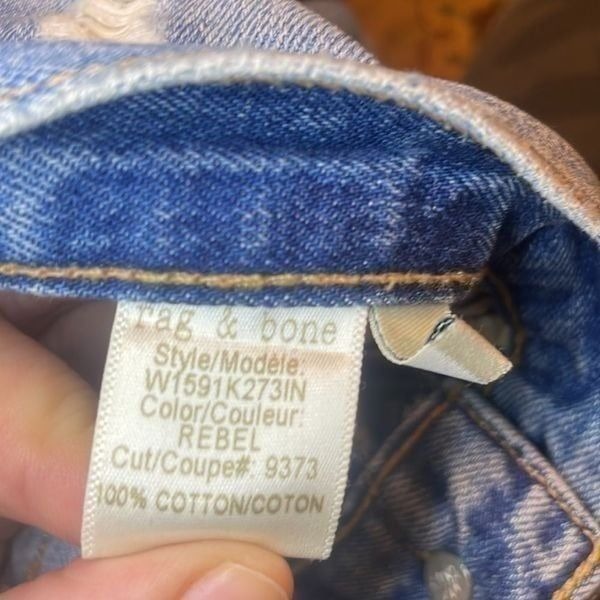 rag & bone
Style/Modèle:
W1591K273IN
Color/Couleur:
REBEL
Cut/Coupe#: 9373
100% COTTON/COTON